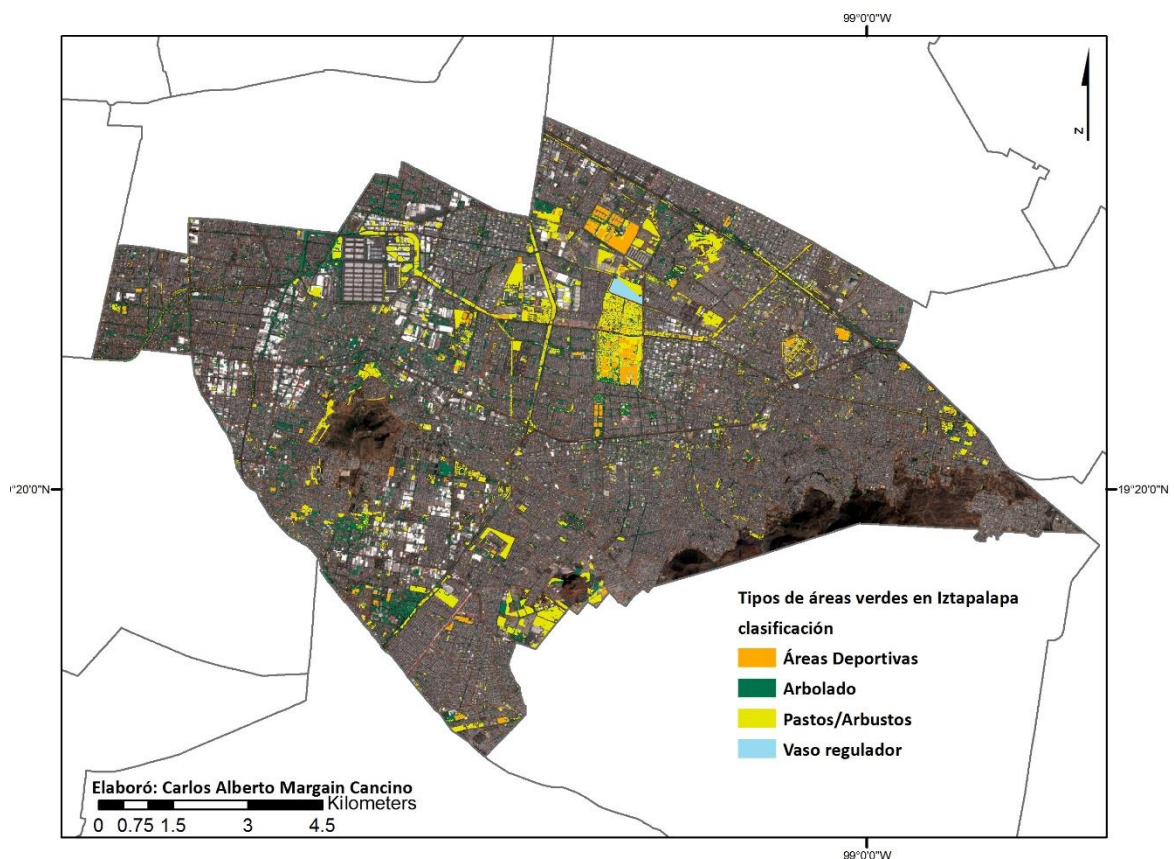 99°0'0"W
N
°20'0"N
19°20'0"N
Tipos de áreas verdes en Iztapalapa
clasificación
Áreas Deportivas
Arbolado
Pastos/Arbustos
Vaso regulador
Elaboró: Carlos Alberto Margain Cancino
Kilometers
0 0.75 1.5 3 4.5
99°0'0"W